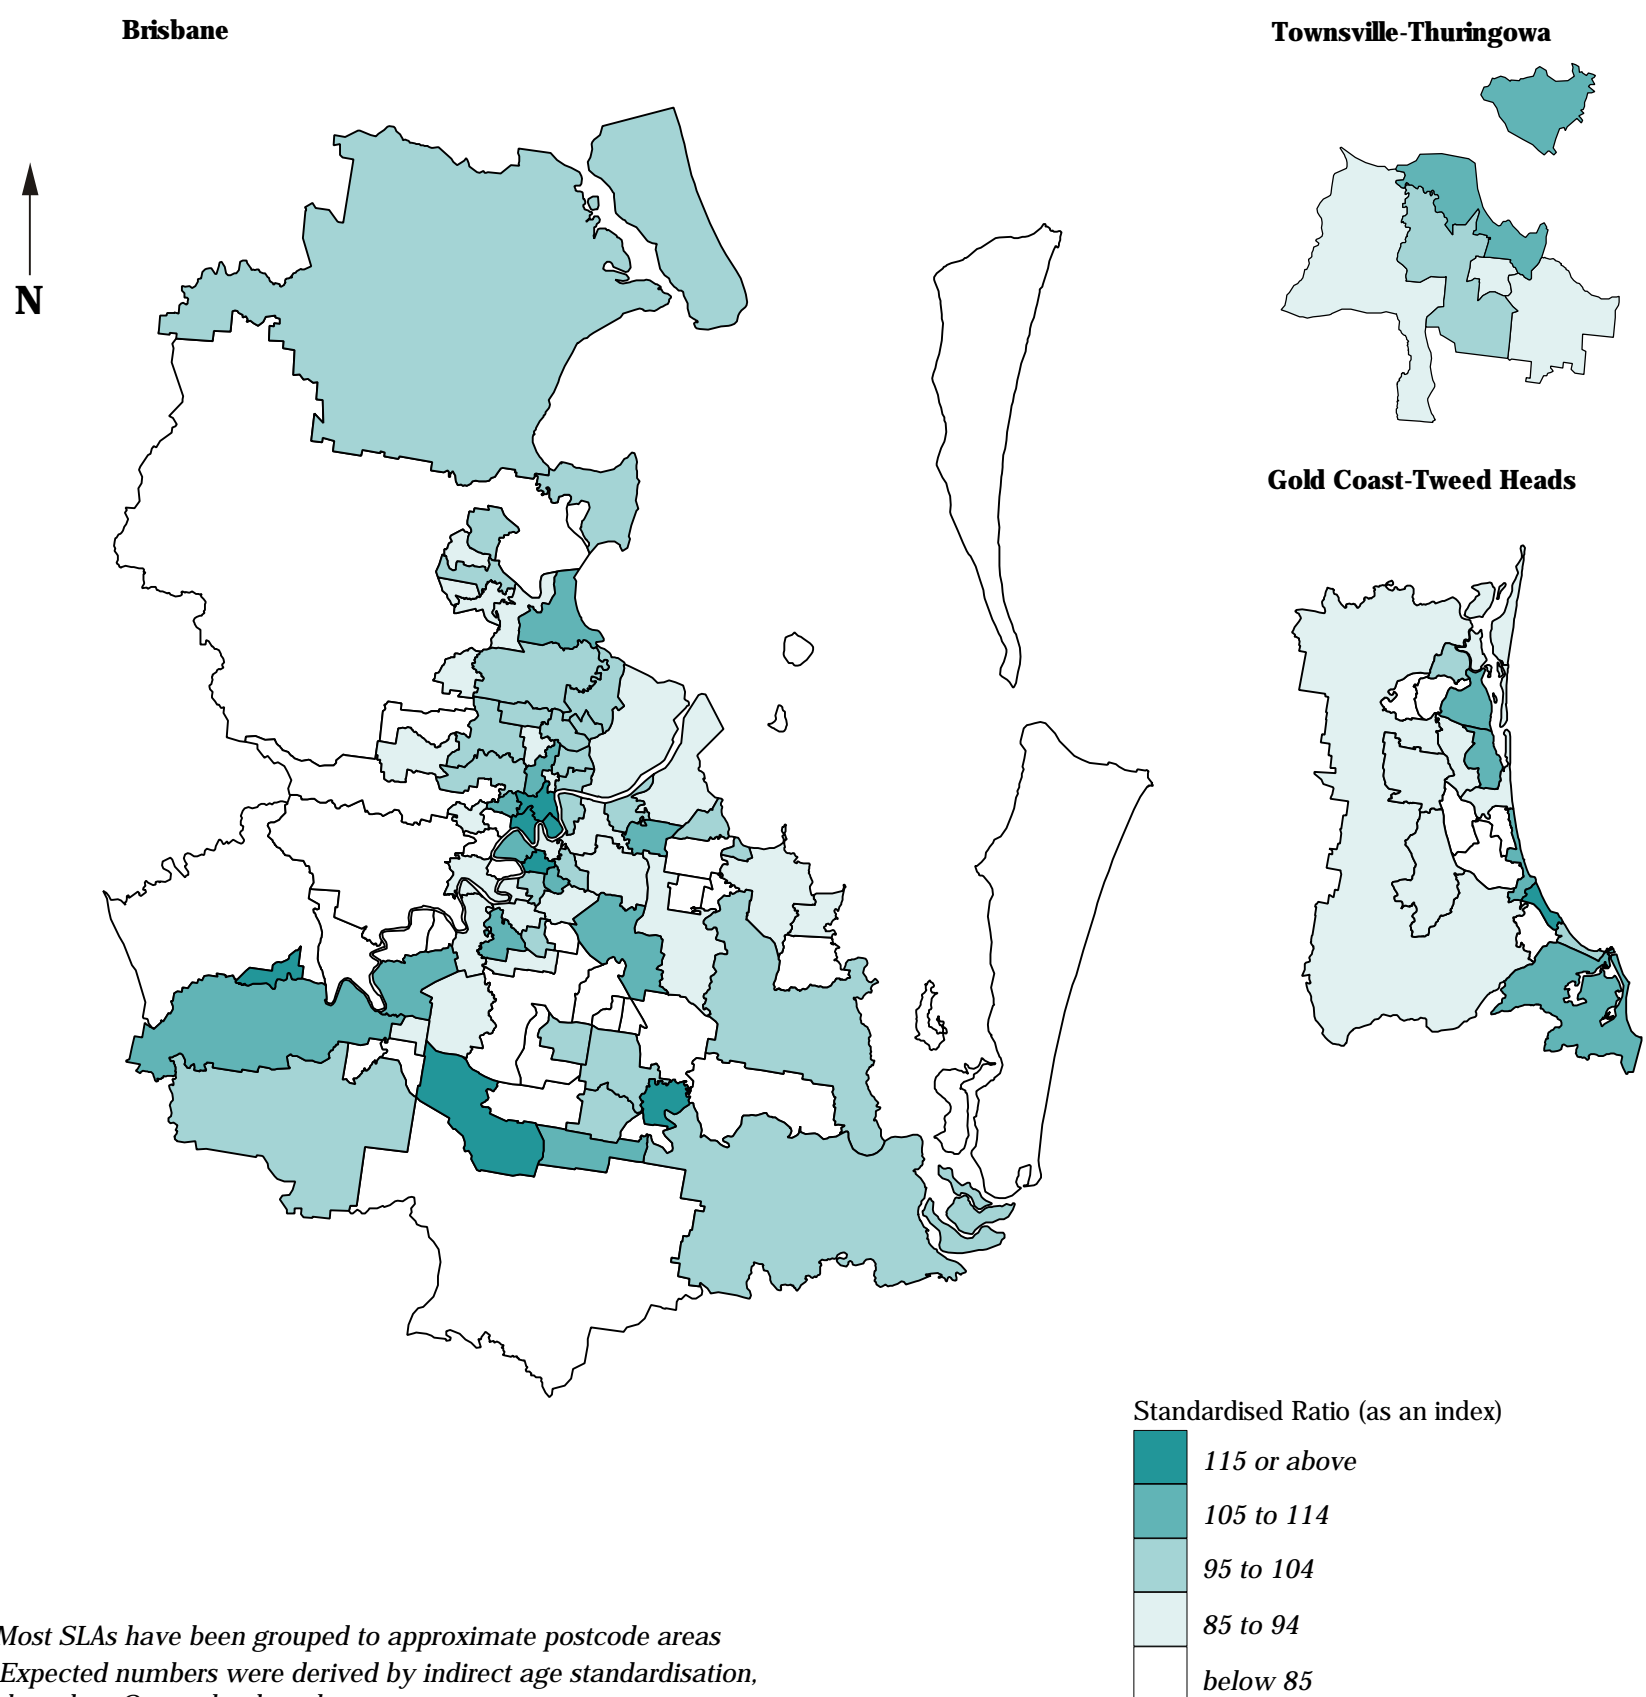 Brisbane
Townsville-Thuringowa
N
Gold Coast-Tweed Heads
Standardised Ratio (as an index)
115 or above
105 to 114
95 to 104
85 to 94
below 85
Most SLAs have been grouped to approximate postcode areas
Expected numbers were derived by indirect age standardisation,